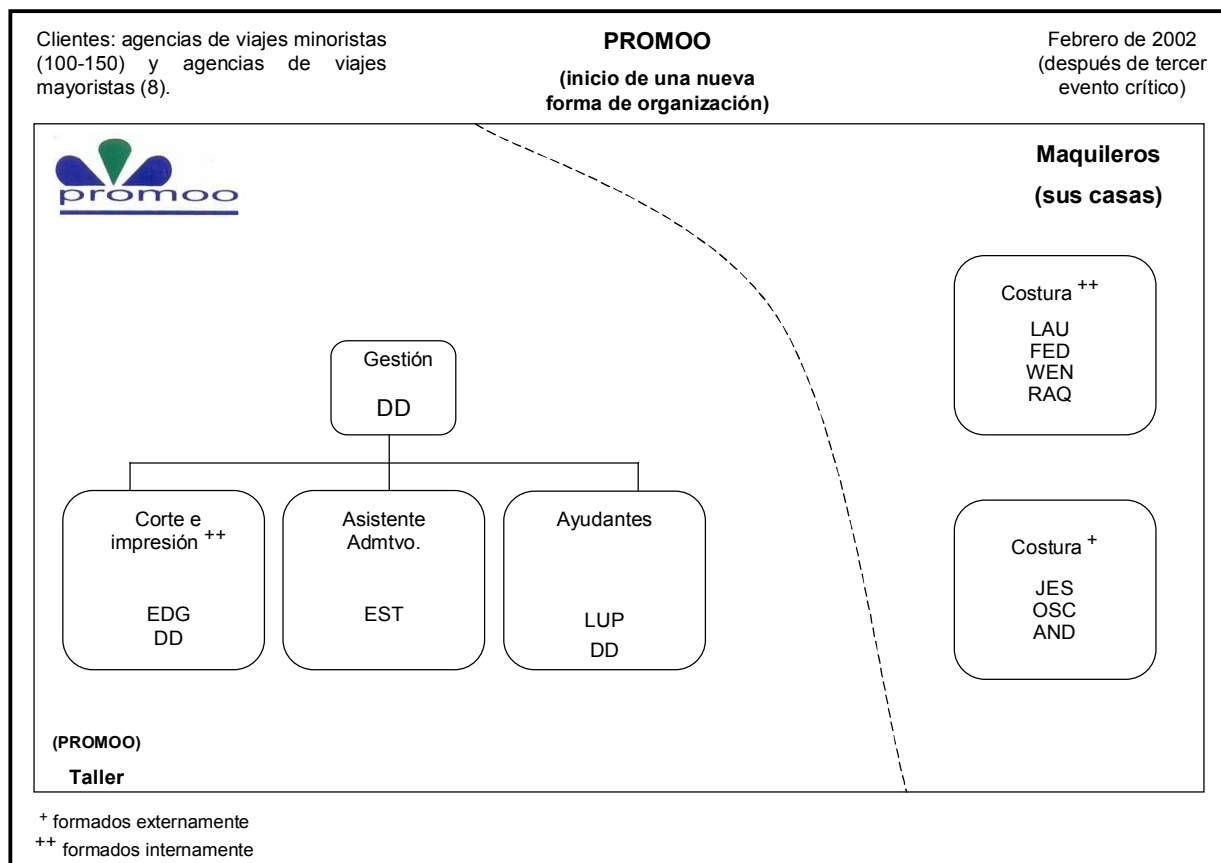 Clientes: agencias de viajes minoristas
(100-150) y agencias de viajes
mayoristas (8).
PROMOO
(inicio de una nueva
forma de organización)
Febrero de 2002
(después de tercer
evento crítico)
promoo
Maquileros
(sus casas)
Costura ++
LAU
FED
WEN
RAQ
Gestión
DD
Corte e
impresión ++
EDG
DD
Asistente
Admtvo.
EST
Ayudantes
LUP
DD
Costura +
JES
OSC
AND
(PROMOO)
Taller
+ formados externamente
++ formados internamente